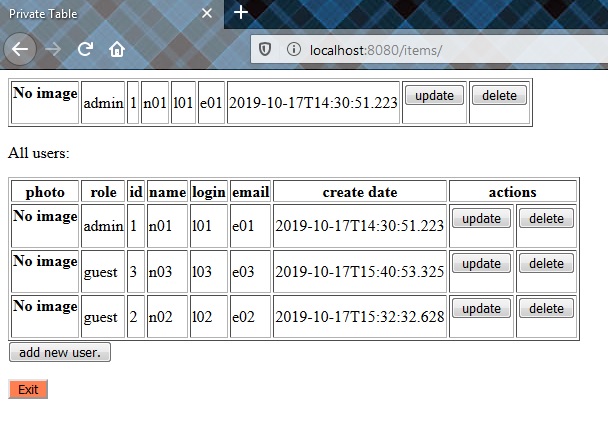 Private Table
localhost:8080/items/
No image admin 1 n01 l01 e01 2019-10-17T14:30:51.223 update delete
All users:
photo role id name login email create date actions
No image admin 1 n01 l01 e01 2019-10-17T14:30:51.223 update delete
No image guest 3 n03 l03 e03 2019-10-17T15:40:53.325 update delete
No image guest 2 n02 l02 e02 2019-10-17T15:32:32.628 update delete
add new user.
Exit